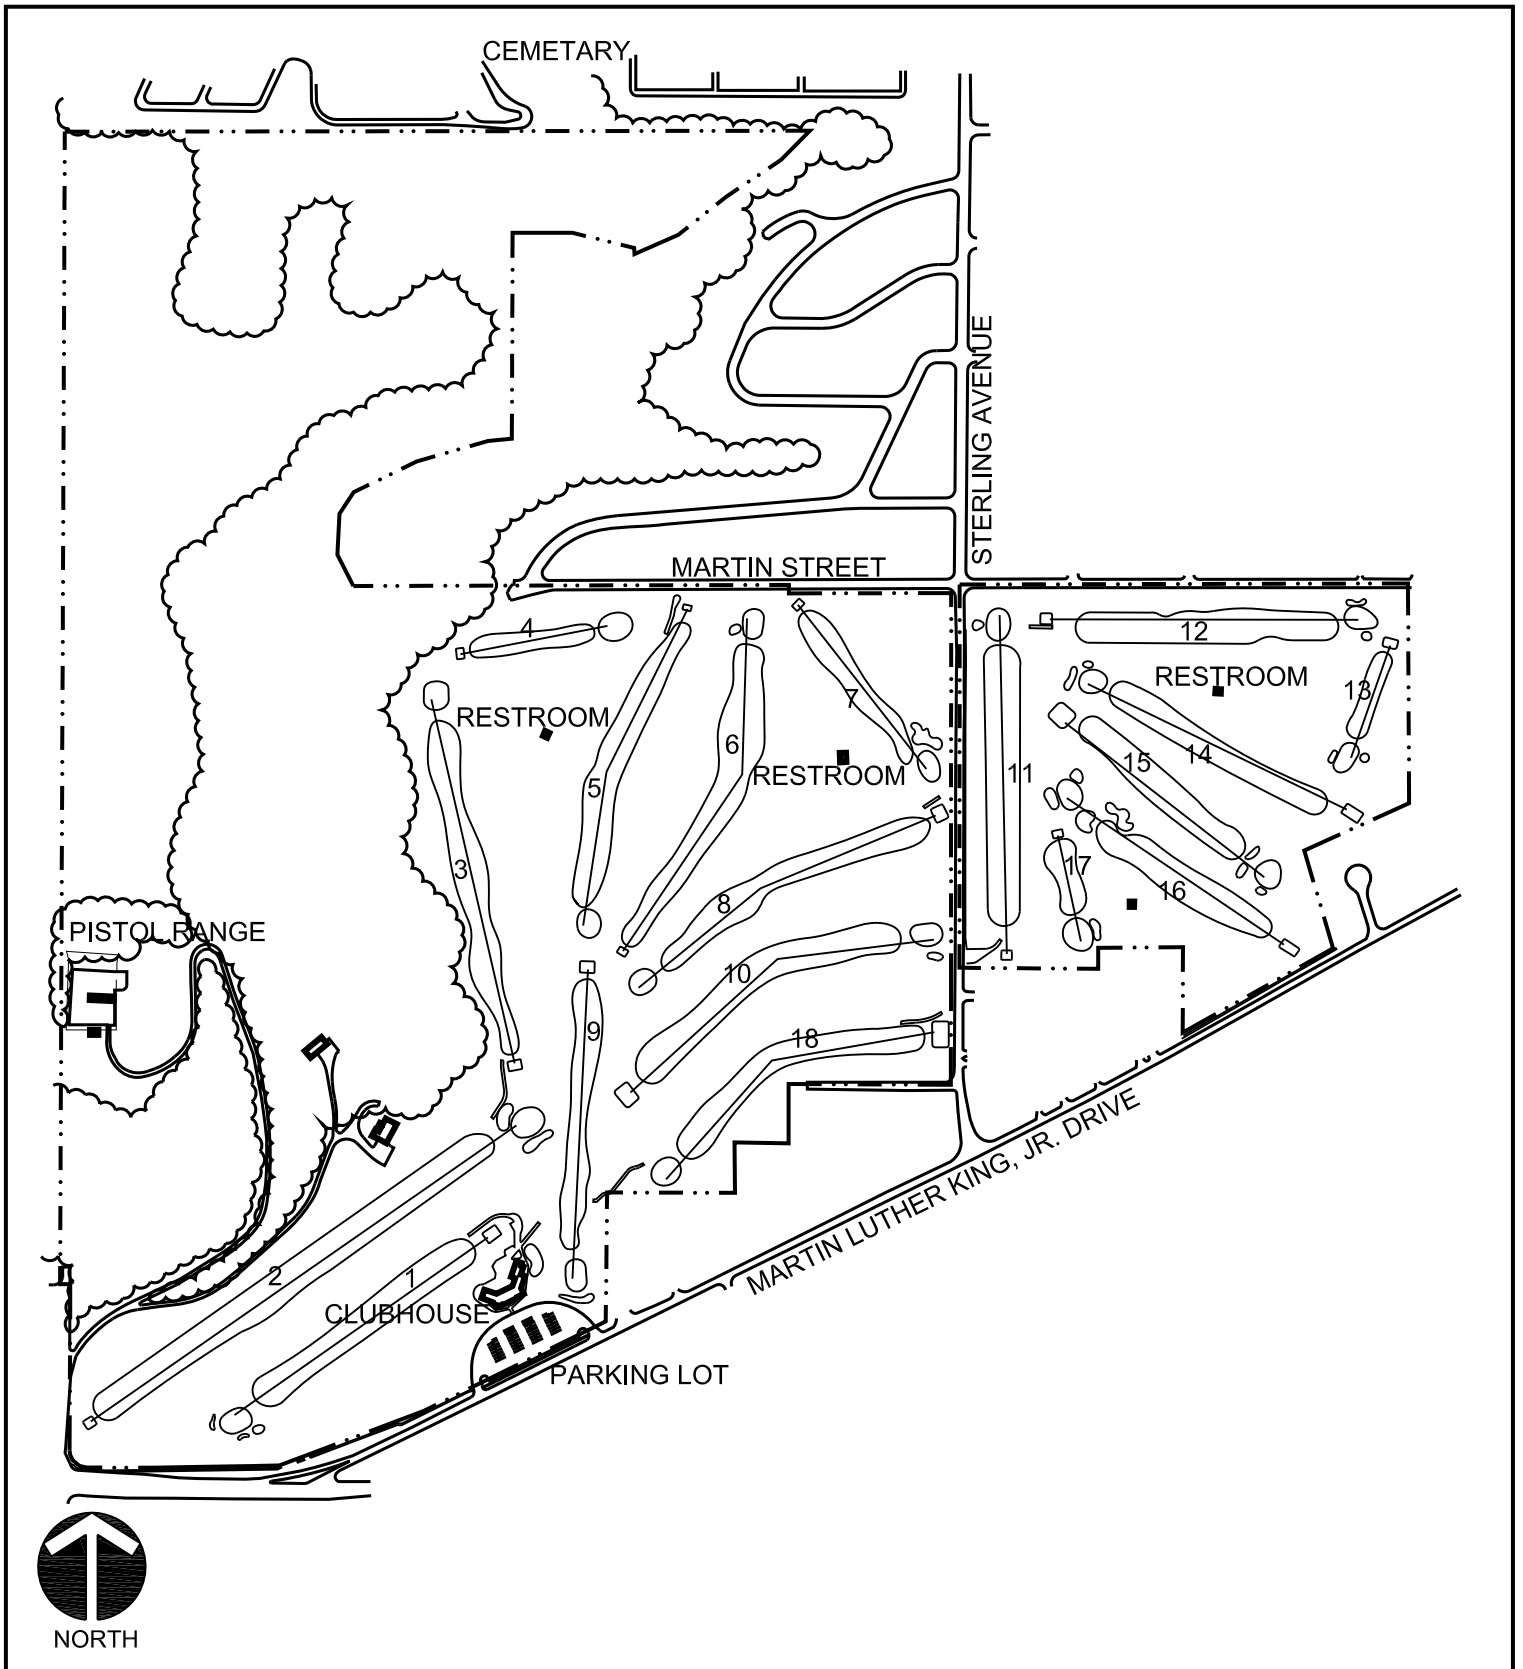 CEMETARY
STERLING AVENUE
MARTIN STREET
4
12
RESTROOM
13
7
RESTROOM
6
14
15
11
RESTROOM
5
3
17
16
8
PISTOL RANGE
10
9
18
MARTIN LUTHER KING, JR. DRIVE
2
1
CLUBHOUSE
PARKING LOT
NORTH